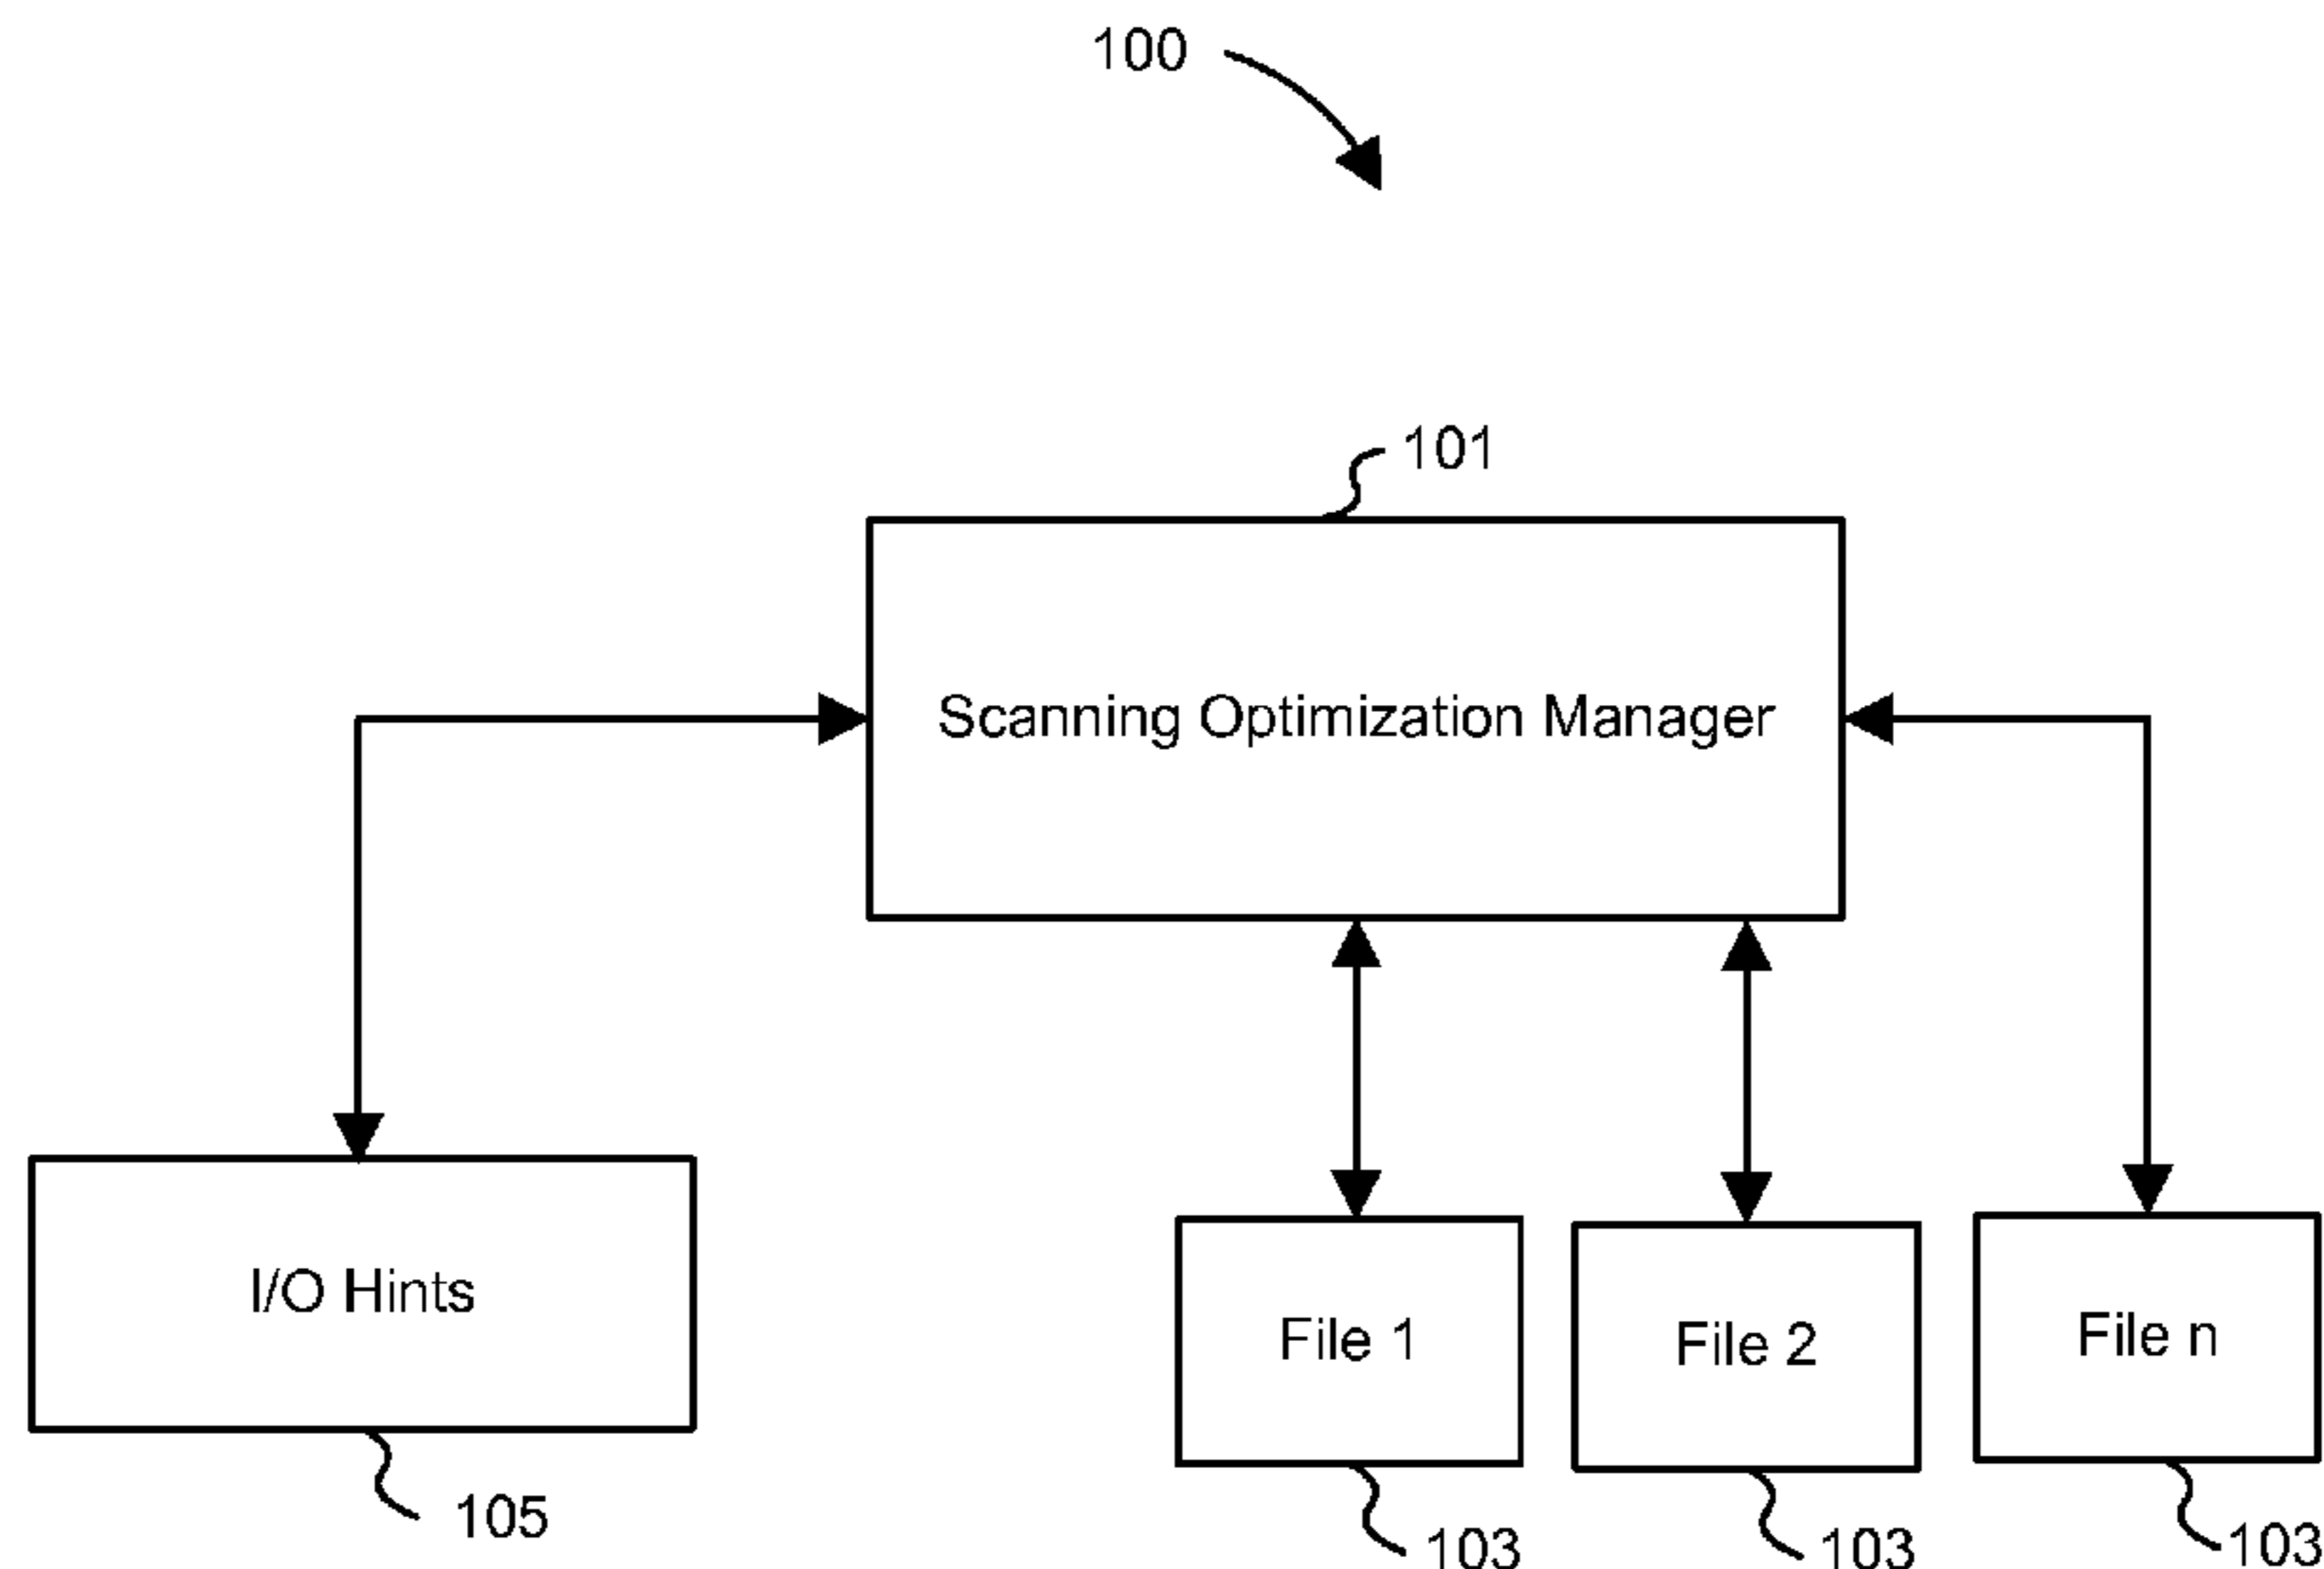 100
101
Scanning Optimization Manager
I/O Hints
File 1
File 2
File n
105
103
103
103